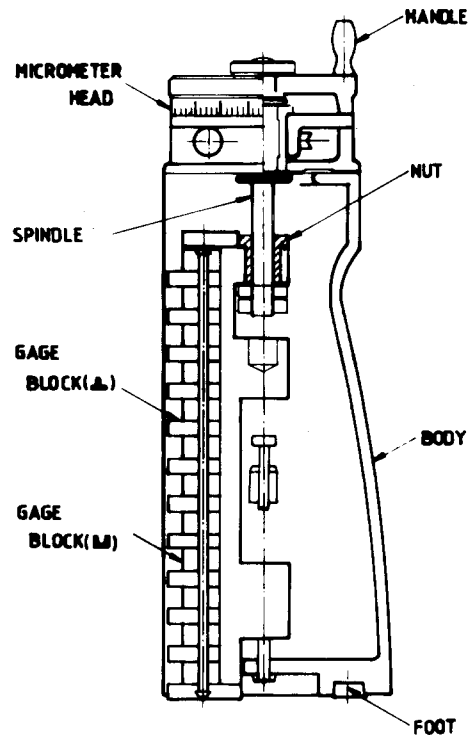 HANDLE
MICROMETER
HEAD
NUT
SPINDLE
GAGE
BLOCK(
BODY
GAGE
BLOCK(
FOOT